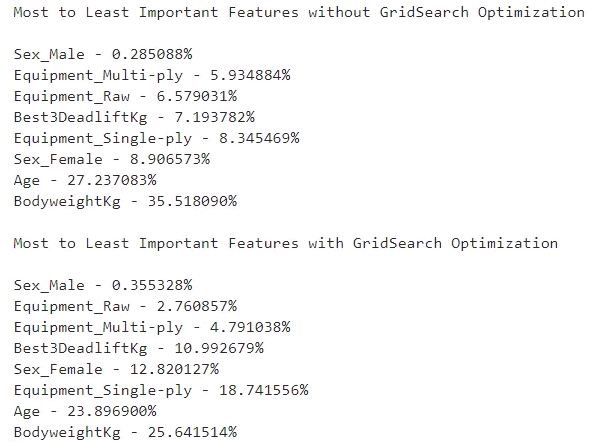 Most to Least Important Features without GridSearch Optimization
Sex_Male - 0.285088%
Equipment_Multi-ply - 5.934884%
Equipment_Raw - 6.579031%
Best3DeadliftKg - 7.193782%
Equipment_Single-ply - 8.345469%
Sex_Female - 8.906573%
Age - 27.237083%
BodyweightKg - 35.518090%
Most to Least Important Features with GridSearch Optimization
Sex_Male - 0.355328%
Equipment_Raw - 2.760857%
Equipment_Multi-ply - 4.791038%
Best3DeadliftKg - 10.992679%
Sex_Female - 12.820127%
Equipment_Single-ply - 18.741556%
Age - 23.896900%
BodyweightKg - 25.641514%